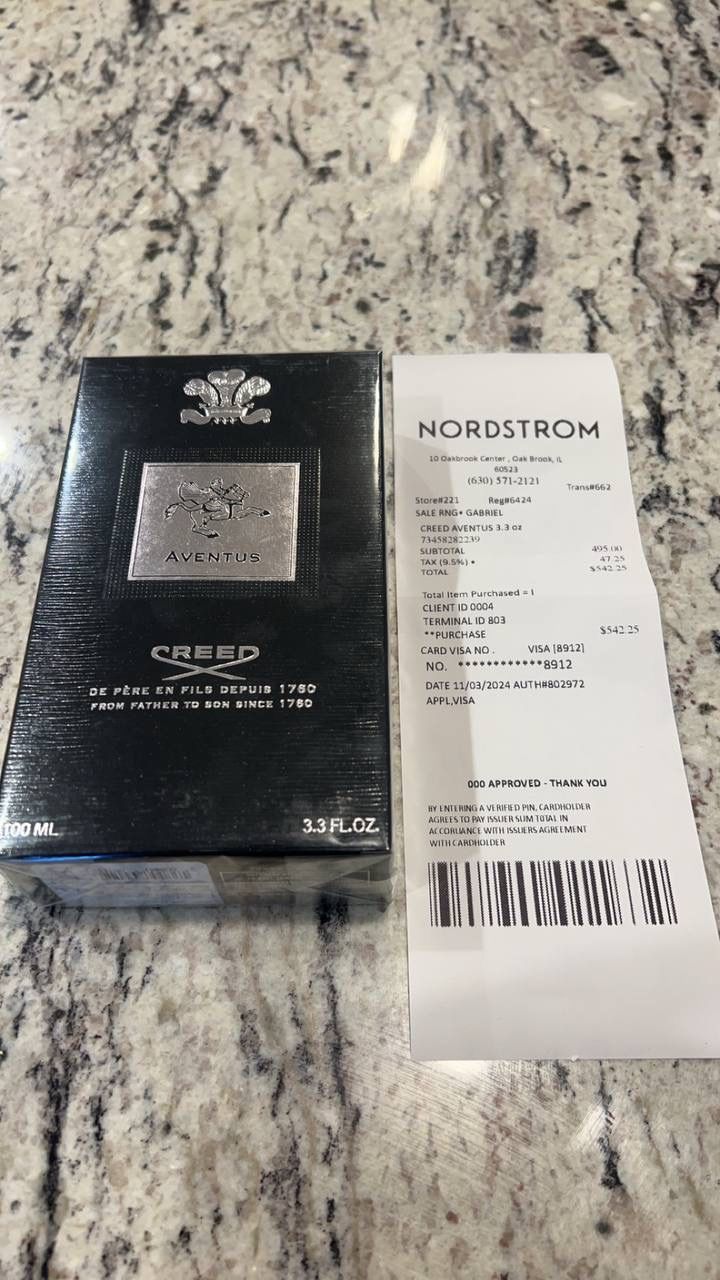 AVENTUS
CREED
DE PÈRE EN FILS DEPUIS 1760
FROM FATHER TO SON SINCE 1760
100 ML
3.3 FL.OZ.
NORDSTROM
10 Oakbrook Center , Oak Brook, IL
60523
(630) 571-2121
Trans#662
Store#221 Reg#6424
SALE RNG• GABRIEL
CREED AVENTUS 3.3 oz
73458282239
SUBTOTAL 495.00
TAX (9.5%) • 47.25
TOTAL $542.25
Total Item Purchased = 1
CLIENT ID 0004
TERMINAL ID 803
**PURCHASE $542.25
CARD VISA NO . VISA [8912]
NO. ************8912
DATE 11/03/2024 AUTH#802972
APPL,VISA
000 APPROVED - THANK YOU
BY ENTERING A VERIFIED PIN, CARDHOLDER
AGREES TO PAY ISSUER SUM TOTAL IN
ACCORDANCE WITH ISSUERS AGREEMENT
WITH CARDHOLDER